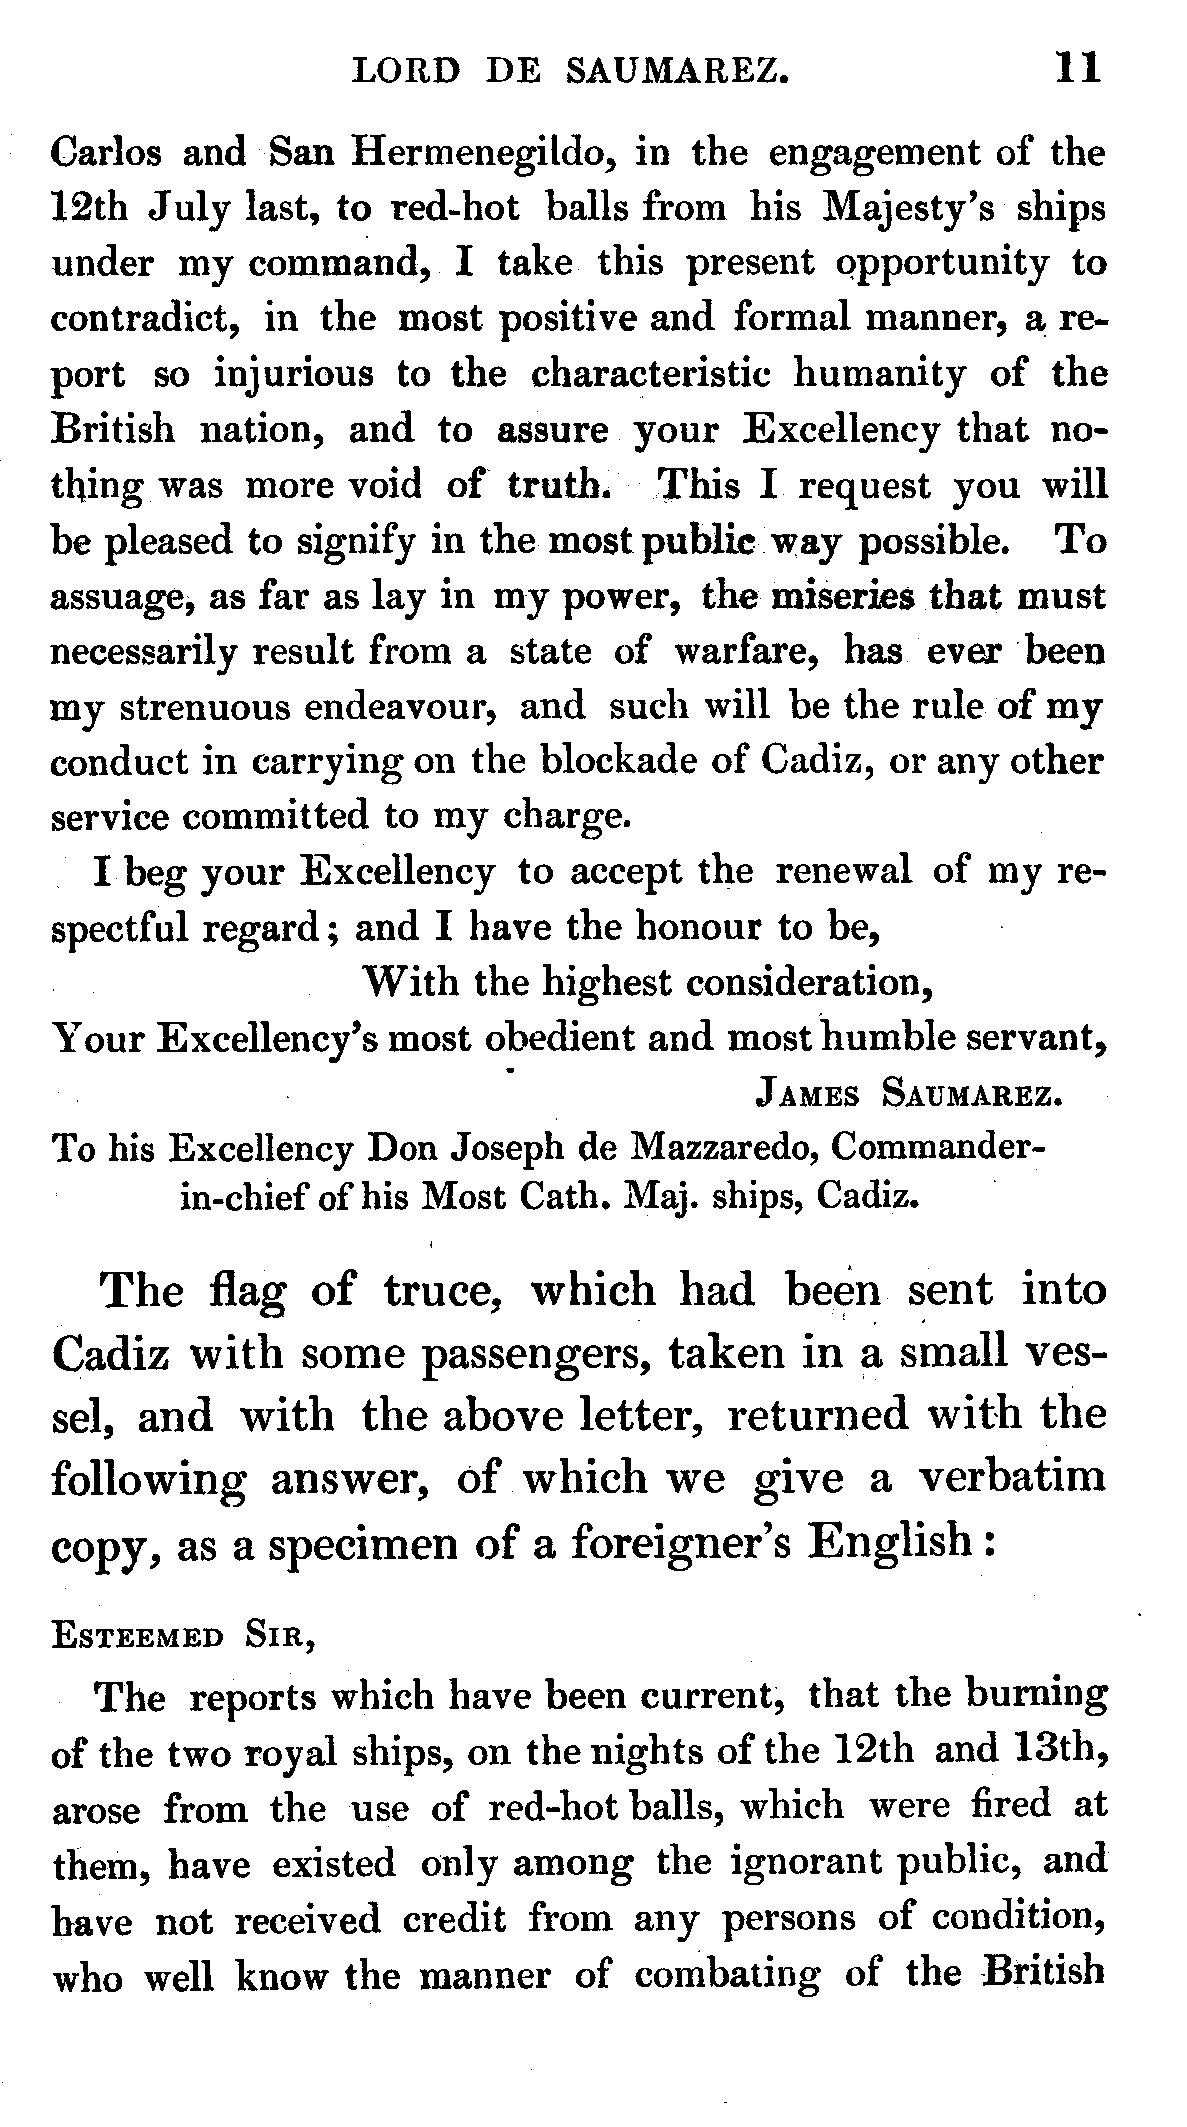 LORD DE SAUMAREZ. 11
Carlos and San Hermenegildo, in the engagement of the
12th July last, to red-hot balls from his Majesty's ships
under my command, I take this present opportunity to
contradict, in the most positive and formal manner, a re-
port so injurious to the characteristic humanity of the
British nation, and to assure your Excellency that no-
thing was more void of truth. This I request you will
be pleased to signify in the most public way possible. To
assuage, as far as lay in my power, the miseries that must
necessarily result from a state of warfare, has ever been
my strenuous endeavour, and such will be the rule of my
conduct in carrying on the blockade of Cadiz, or any other
service committed to my charge.
I beg your Excellency to accept the renewal of my re-
spectful regard; and I have the honour to be,
With the highest consideration,
Your Excellency's most obedient and most humble servant,
JAMES SAUMAREZ.
To his Excellency Don Joseph de Mazzaredo, Commander-
in-chief of his Most Cath. Maj. ships, Cadiz.
The flag of truce, which had been sent into
Cadiz with some passengers, taken in a small ves-
sel, and with the above letter, returned with the
following answer, of which we give a verbatim
copy, as a specimen of a foreigner's English:
ESTEEMED SIR,
The reports which have been current, that the burning
of the two royal ships, on the nights of the 12th and 13th,
arose from the use of red-hot balls, which were fired at
them, have existed only among the ignorant public, and
have not received credit from any persons of condition,
who well know the manner of combating of the British